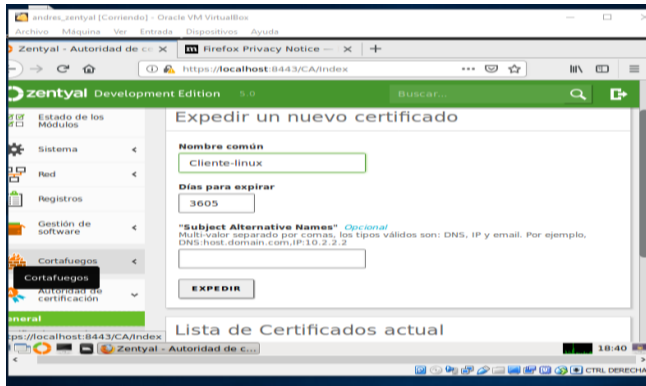 andres_zentyal [Corriendo] - Oracle VM VirtualBox
Archivo Máquina Ver Entrada Dispositivos Ayuda
Zentyal - Autoridad de ce
Firefox Privacy Notice —
https://localhost:8443/CA/Index
zentyal Development Edition 5.0
Buscar...
Estado de los
Módulos
Sistema
Red
Registros
Gestión de
software
Cortafuegos
Cortafuegos
Autoridad de
certificación
neral
Expedir un nuevo certificado
Nombre común
Cliente-linux
Días para expirar
3605
"Subject Alternative Names" Opcional
Multi-valor separado por comas, los tipos válidos son: DNS, IP y email. Por ejemplo,
DNS:host.domain.com,IP:10.2.2.2
EXPEDIR
Lista de Certificados actual
tps://localhost:8443/CA/Index
Zentyal - Autoridad de c...
18:40
CTRL DERECHA